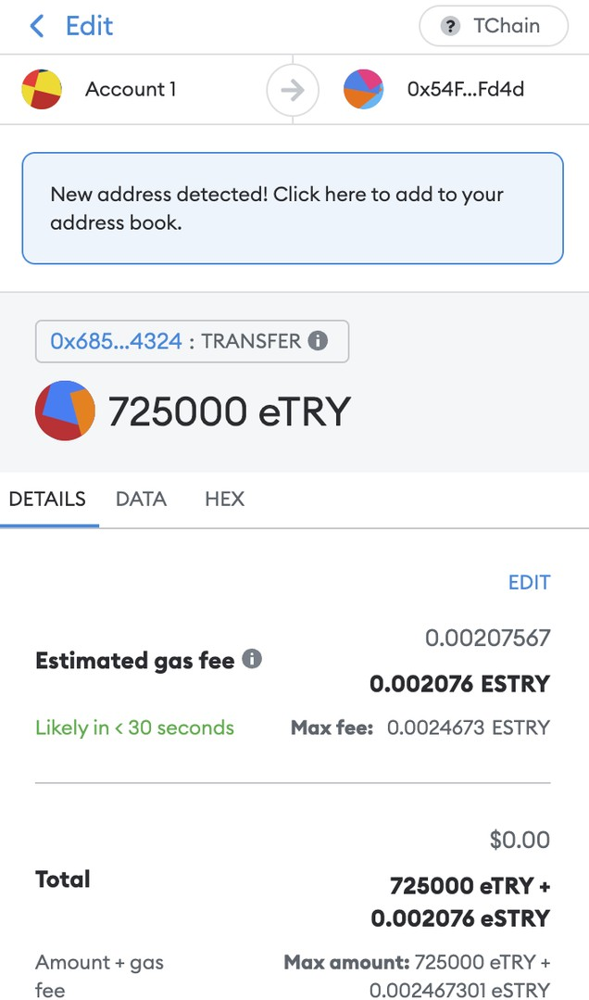 Edit
? TChain
Account 1
0x54F...Fd4d
New address detected! Click here to add to your
address book.
0x685...4324 : TRANSFER i
725000 eTRY
DETAILS DATA HEX
EDIT
0.00207567
Estimated gas fee i
0.002076 ESTRY
Likely in < 30 seconds Max fee: 0.0024673 ESTRY
$0.00
Total
725000 eTRY +
0.002076 eSTRY
Amount + gas Max amount: 725000 eTRY +
fee 0.002467301 eSTRY